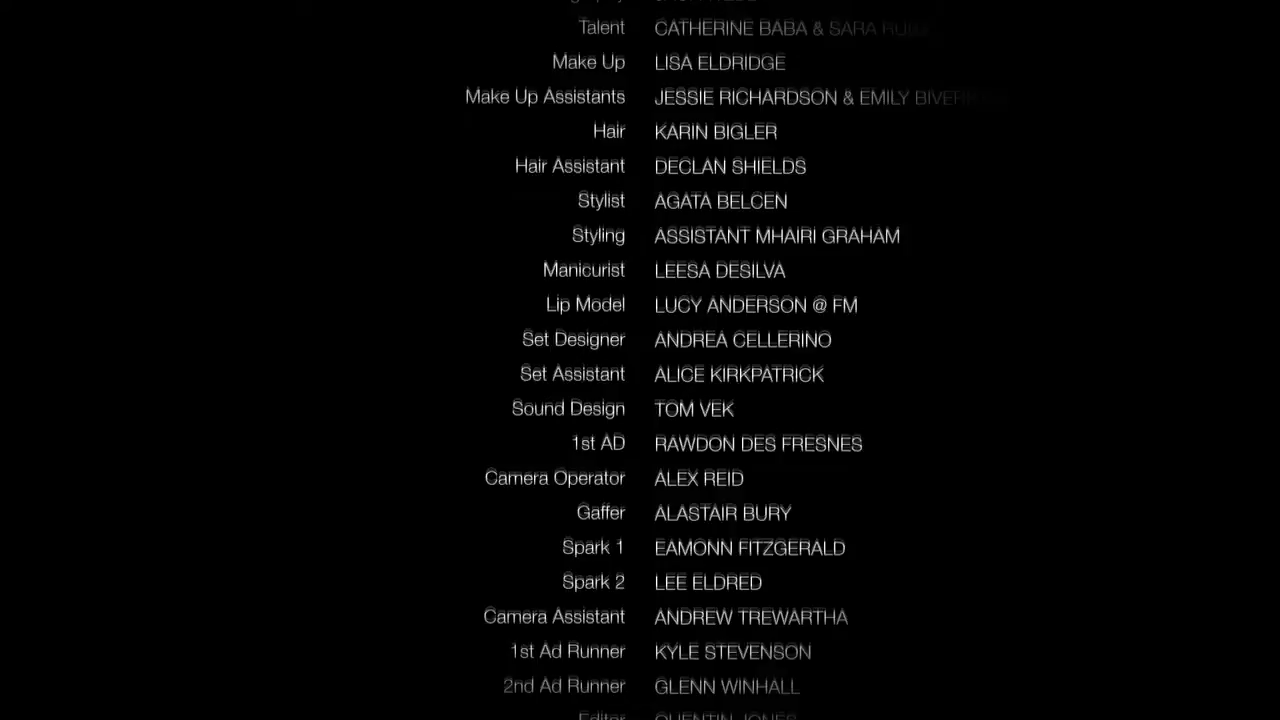 Talent CATHERINE BABA & SARA
Make Up LISA ELDRIDGE
Make Up Assistants JESSIE RICHARDSON & EMILY
Hair KARIN BIGLER
Hair Assistant DECLAN SHIELDS
Stylist AGATA BELCEN
Styling ASSISTANT MHAIRI GRAHAM
Manicurist LEESA DESILVA
Lip Model LUCY ANDERSON @ FM
Set Designer ANDREA CELLERINO
Set Assistant ALICE KIRKPATRICK
Sound Design TOM VEK
1st AD RAWDON DES FRESNES
Camera Operator ALEX REID
Gaffer ALASTAIR BURY
Spark 1 EAMONN FITZGERALD
Spark 2 LEE ELDRED
Camera Assistant ANDREW TREWARTHA
1st Ad Runner KYLE STEVENSON
2nd Ad Runner GLENN WINHALL
Editor QUENTIN JONES